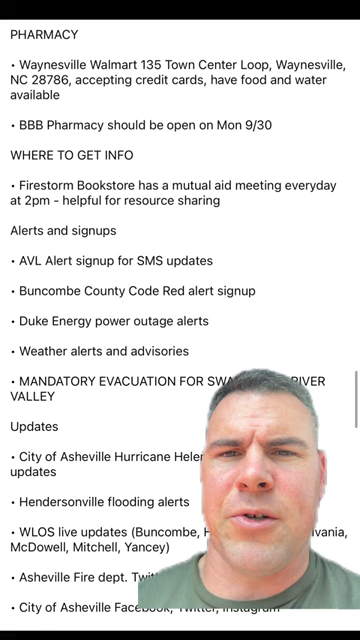 PHARMACY
• Waynesville Walmart 135 Town Center Loop, Waynesville,
NC 28786, accepting credit cards, have food and water
available
• BBB Pharmacy should be open on Mon 9/30
WHERE TO GET INFO
• Firestorm Bookstore has a mutual aid meeting everyday
at 2pm - helpful for resource sharing
Alerts and signups
• AVL Alert signup for SMS updates
• Buncombe County Code Red alert signup
• Duke Energy power outage alerts
• Weather alerts and advisories
• MANDATORY EVACUATION FOR RIVER
VALLEY
Updates
• City of Asheville Hurricane
updates
• Hendersonville flooding alerts
• WLOS live updates (Buncombe,
McDowell, Mitchell, Yancey)
• Asheville Fire dept.
• City of Asheville Facebook, Twitter, Instagram